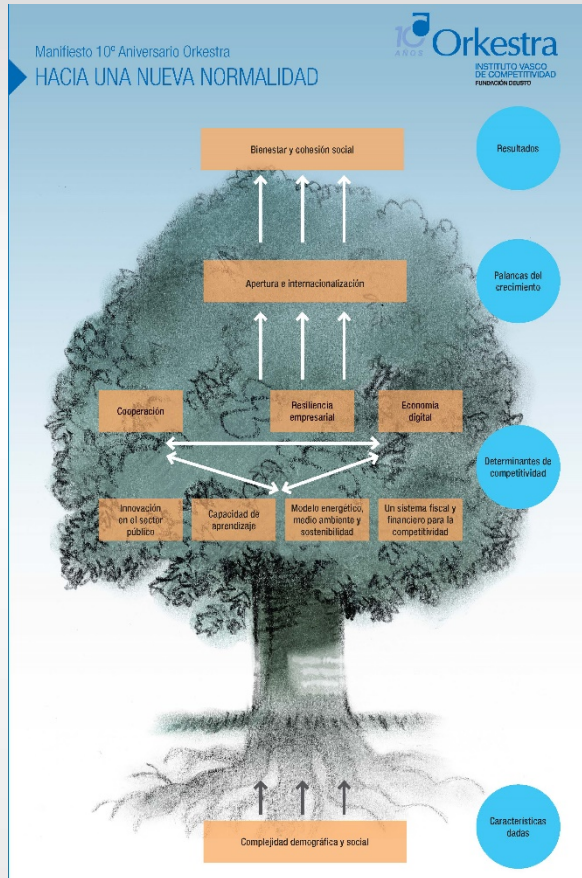 Manifiesto 10º Aniversario Orkestra
HACIA UNA NUEVA NORMALIDAD
10
AÑOS
Orkestra
INSTITUTO VASCO
DE COMPETITIVIDAD
FUNDACIÓN DEUSTO
Bienestar y cohesión social
Resultados
Apertura e internacionalización
Palancas del
crecimiento
Cooperación
Resiliencia
empresarial
Economía
digital
Determinantes de
competitividad
Innovación
en el sector
público
Capacidad de
aprendizaje
Modelo energético,
medio ambiente y
sostenibilidad
Un sistema fiscal y
financiero para la
competitividad
Características
dadas
Complejidad demográfica y social